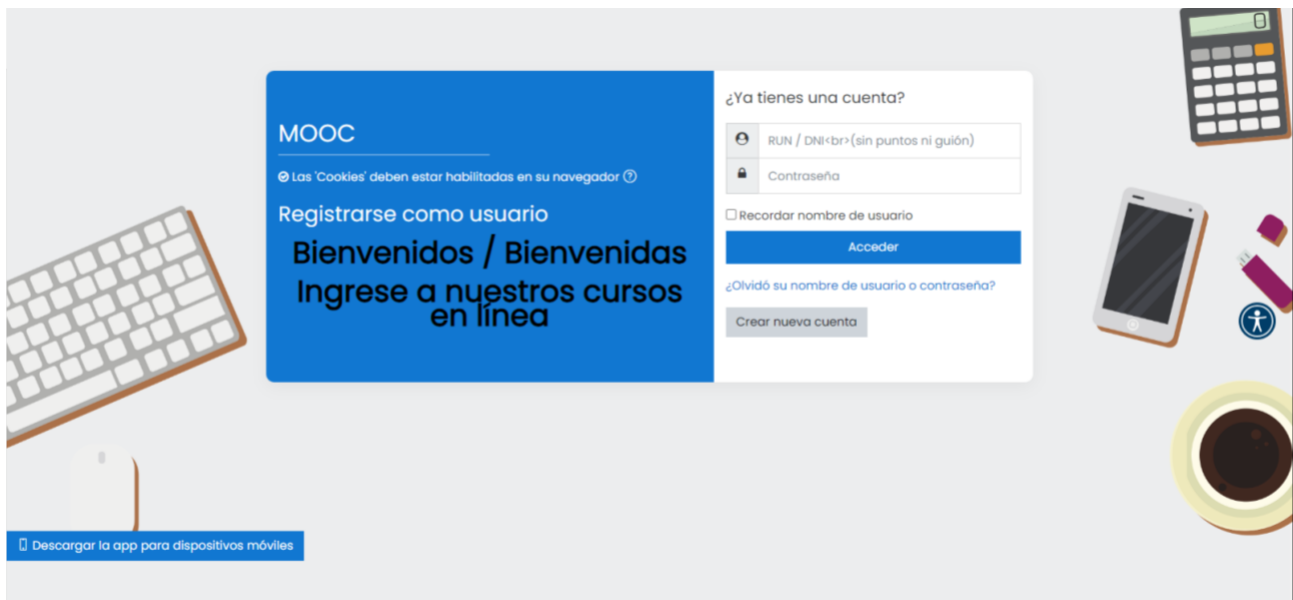 0
MOOC
Las 'Cookies' deben estar habilitadas en su navegador
Registrarse como usuario
Bienvenidos / Bienvenidas
Ingrese a nuestros cursos
en línea
¿Ya tienes una cuenta?
RUN / DNI<br>(sin puntos ni guión)
Contraseña
Recordar nombre de usuario
Acceder
¿Olvidó su nombre de usuario o contraseña?
Crear nueva cuenta
Descargar la app para dispositivos móviles